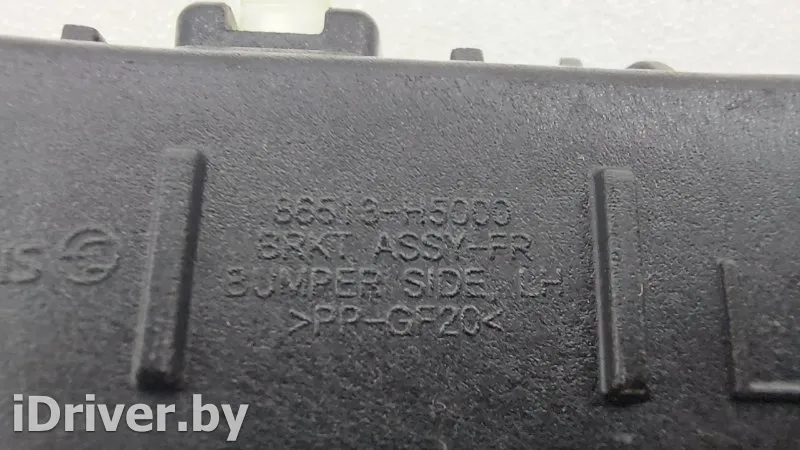 86513-H5000
BRKT ASSY-FR
BUMPER SIDE, LH
>PP-GF20<
iDriver.by